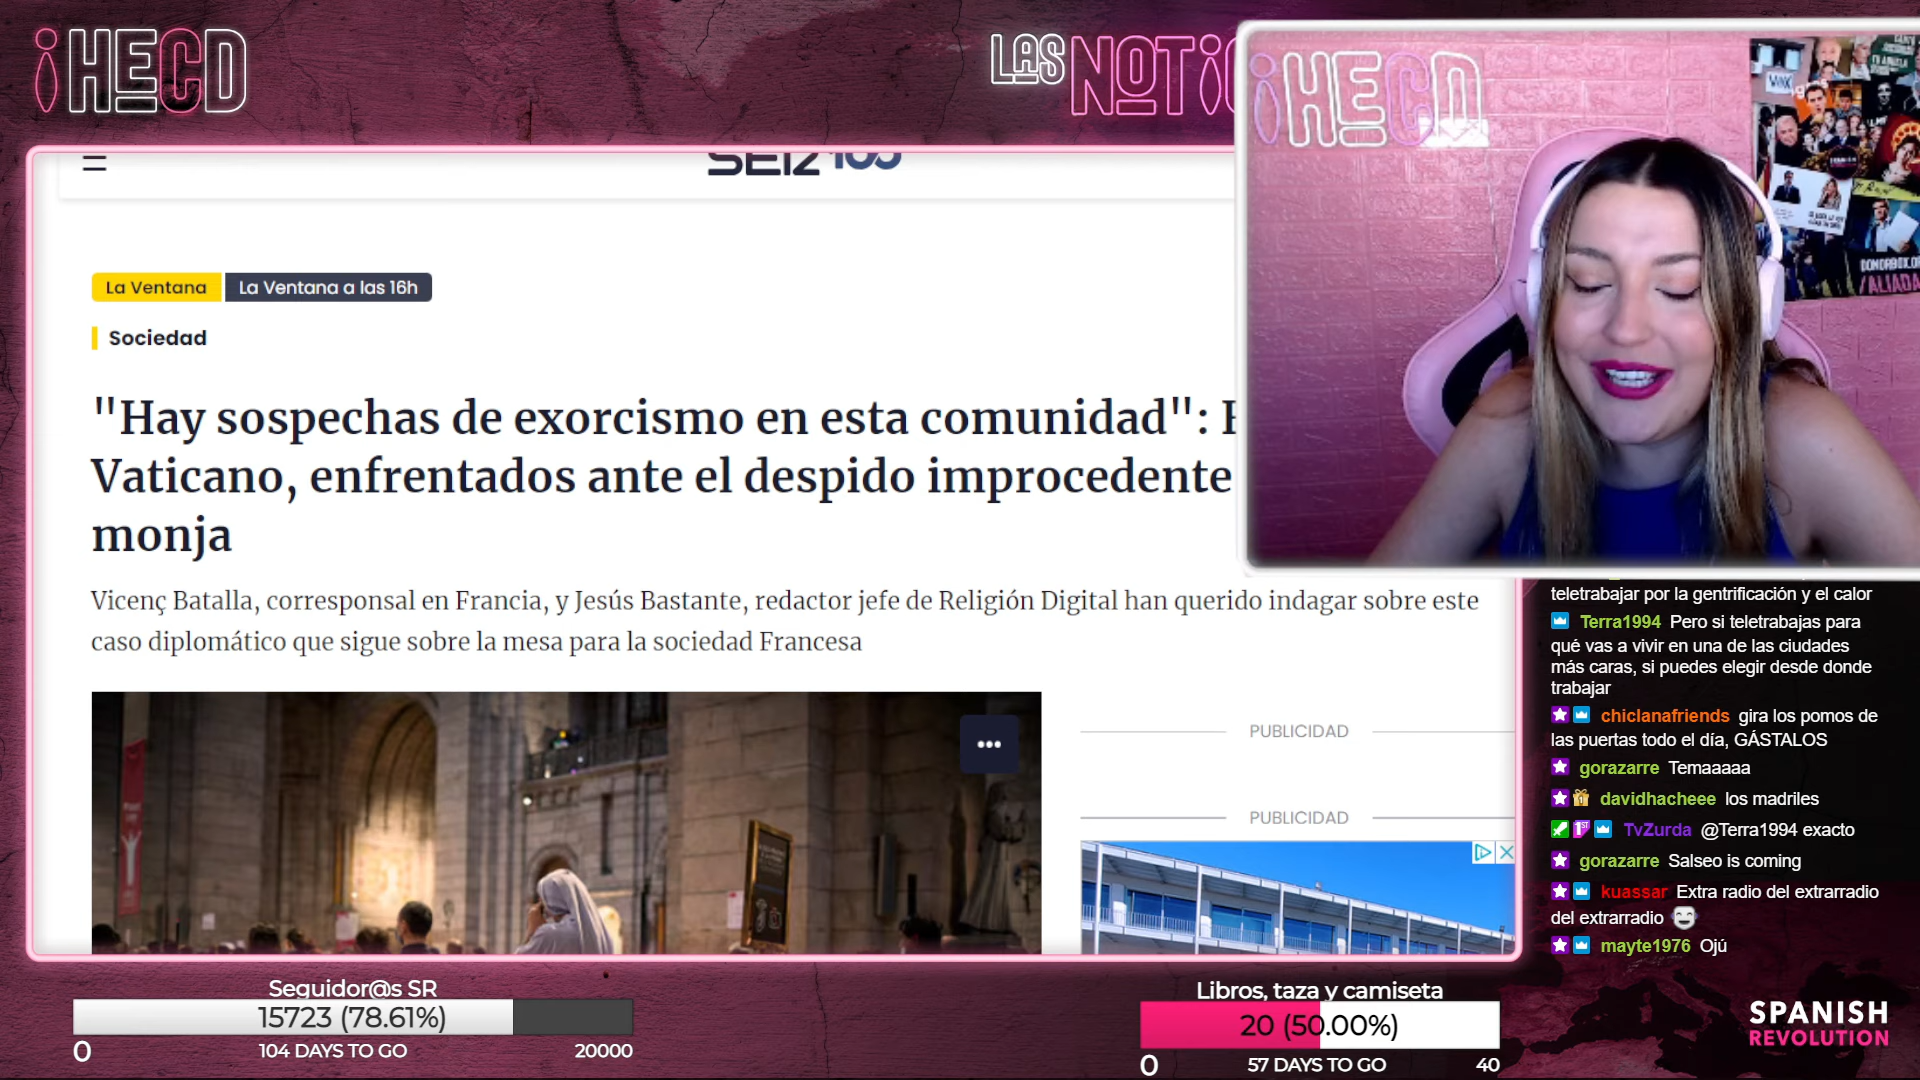 ¡HECD
LAS NOTIC
¡HECD
La Ventana
La Ventana a las 16h
Sociedad
"Hay sospechas de exorcismo en esta comunidad":
Vaticano, enfrentados ante el despido improcedente
monja
Vicenç Batalla, corresponsal en Francia, y Jesús Bastante, redactor jefe de Religión Digital han querido indagar sobre este
caso diplomático que sigue sobre la mesa para la sociedad Francesa
PUBLICIDAD
PUBLICIDAD
/ALIADA
teletrabajar por la gentrificación y el calor
Terra1994 Pero si teletrabajas para
qué vas a vivir en una de las ciudades
más caras, si puedes elegir desde donde
trabajar
chiclanafriends gira los pomos de
las puertas todo el día, GÁSTALOS
gorazarre Temaaaaa
davidhacheee los madriles
TvZurda @Terra1994 exacto
gorazarre Salseo is coming
kuassar Extra radio del extrarradio
del extrarradio
mayte1976 Ojú
Seguidor@s SR
15723 (78.61%)
0 104 DAYS TO GO 20000
Libros, taza y camiseta
20 (50.00%)
0 57 DAYS TO GO 40
SPANISH
REVOLUTION